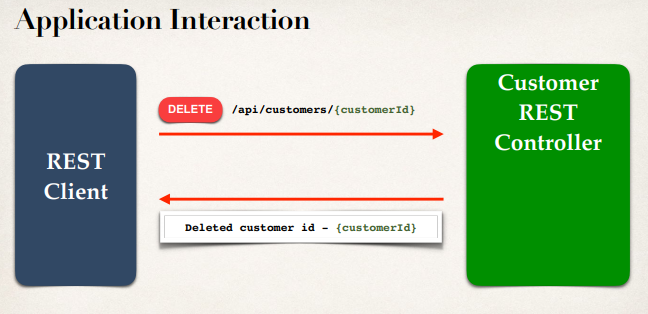 Application Interaction
REST
Client
DELETE /api/customers/{customerId}
Deleted customer id - {customerId}
Customer
REST
Controller